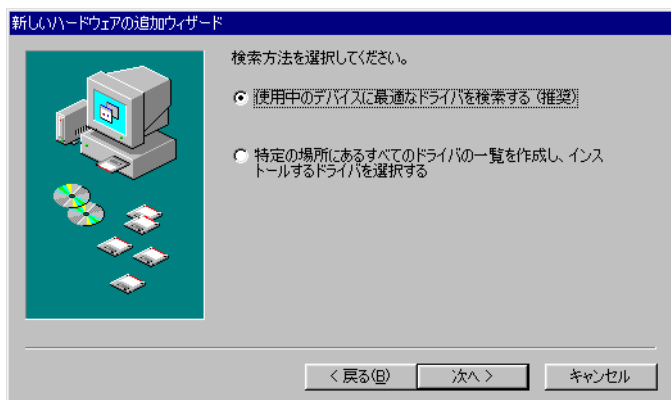 新しいハードウェアの追加ウィザード
検索方法を選択してください。
使用中のデバイスに最適なドライバを検索する (推奨)
特定の場所にあるすべてのドライバの一覧を作成し、インス
トールするドライバを選択する
< 戻る(B)
次へ >
キャンセル